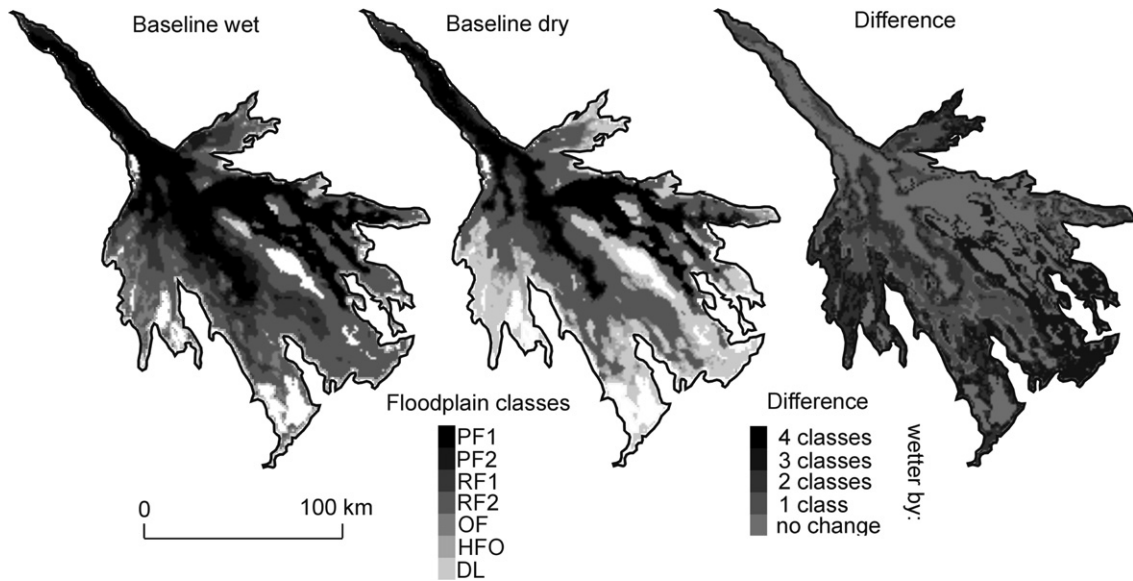 Baseline wet
Baseline dry
Difference
Floodplain classes
PF1
PF2
RF1
RF2
OF
HFO
DL
0
100 km
Difference
4 classes
3 classes
2 classes
1 class
no change
wetter by: